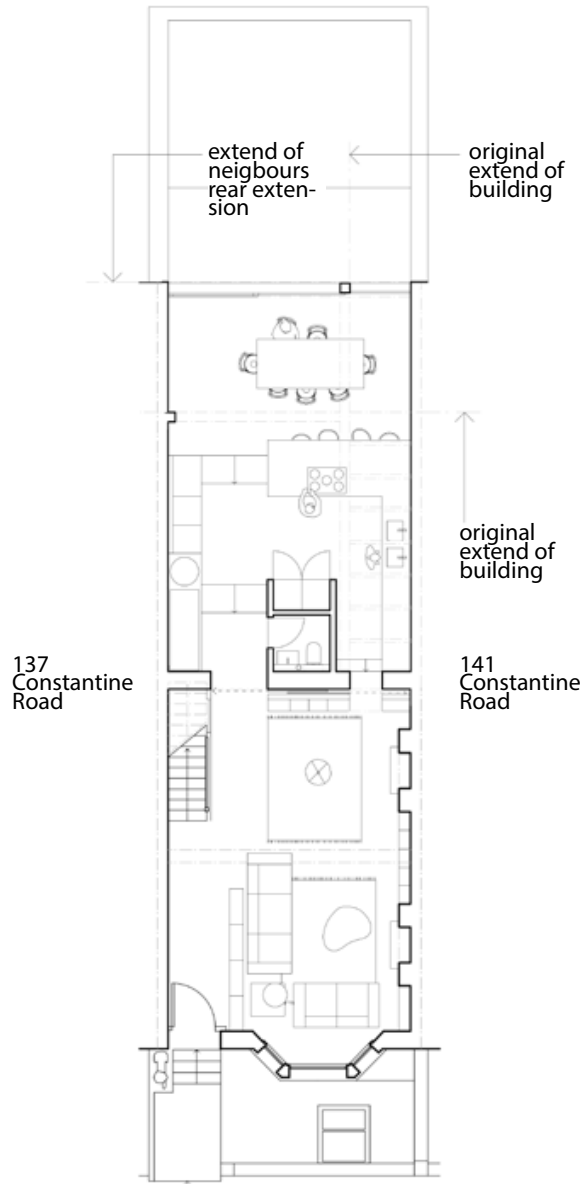 extend of
neigbours
rear exten-
sion
original
extend of
building
original
extend of
building
137
Constantine
Road
141
Constantine
Road